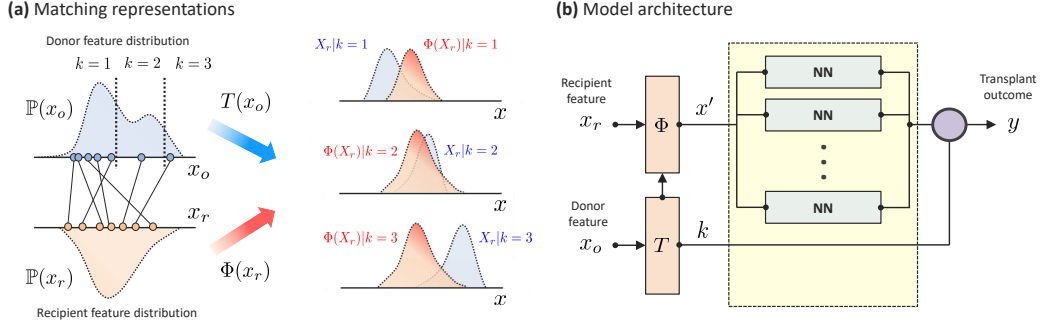 (a) Matching representations
Donor feature distribution
k = 1
k = 2
k = 3
ℙ(x_o)
x_o
x_r
ℙ(x_r)
Recipient feature distribution
T(x_o)
Φ(x_r)
X_r|k = 1
Φ(X_r)|k = 1
x
Φ(X_r)|k = 2
X_r|k = 2
x
Φ(X_r)|k = 3
X_r|k = 3
x
(b) Model architecture
Recipient
feature
x_r
Φ
x′
Donor
feature
x_o
T
k
NN
NN
NN
Transplant
outcome
y